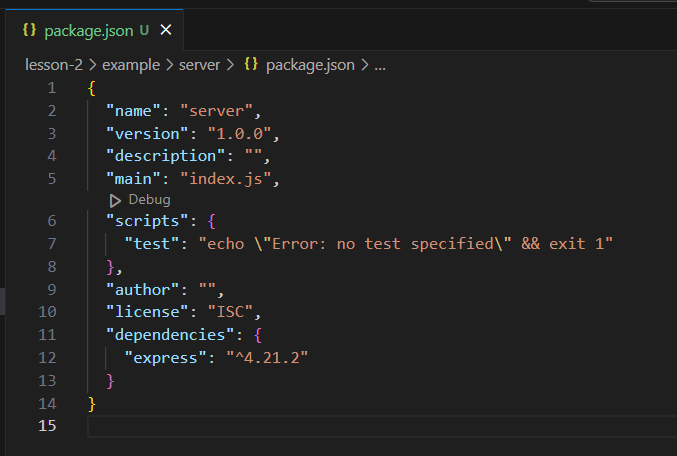 {} package.json U ×
lesson-2 > example > server > {} package.json > ...
1 {
2   "name": "server",
3   "version": "1.0.0",
4   "description": "",
5   "main": "index.js",
Debug
6   "scripts": {
7     "test": "echo \"Error: no test specified\" && exit 1"
8   },
9   "author": "",
10   "license": "ISC",
11   "dependencies": {
12     "express": "^4.21.2"
13   }
14 }
15